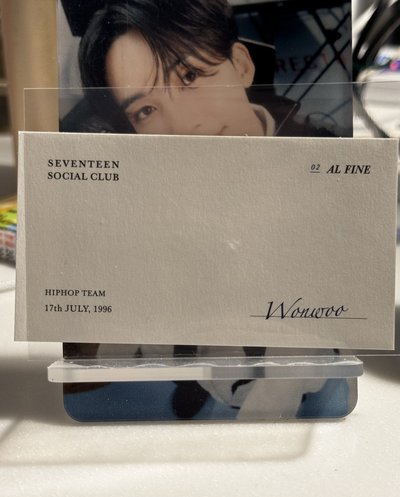 SEVENTEEN
SOCIAL CLUB
02 AL FINE
HIPHOP TEAM
17th JULY, 1996
Wonwoo